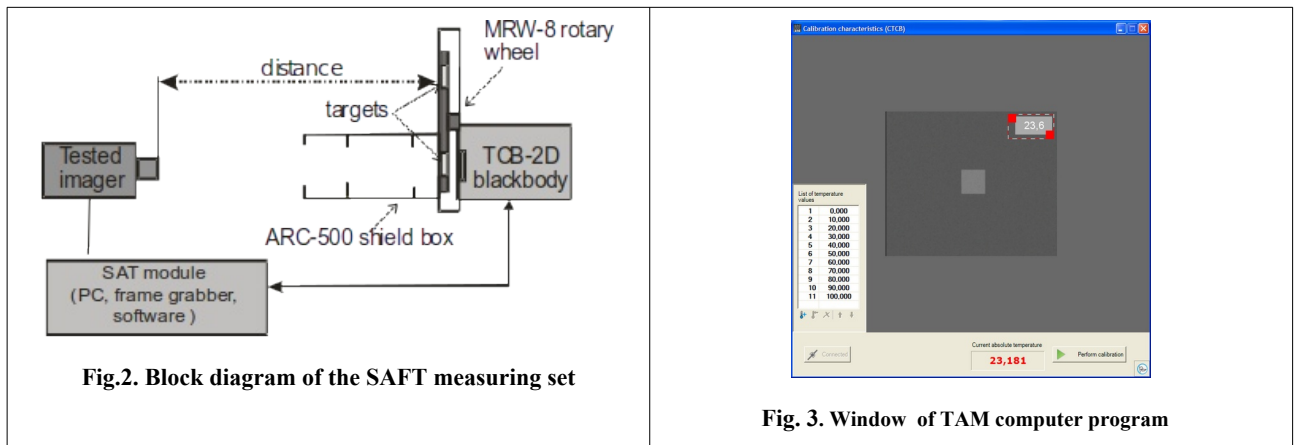 MRW-8 rotary
wheel
distance
targets
Tested
imager
TCB-2D
blackbody
ARC-500 shield box
SAT module
(PC, frame grabber,
software )
Fig.2. Block diagram of the SAFT measuring set
Calibration characteristics (CTCB)
23,6
List of temperature
values
1 0,000
2 10,000
3 20,000
4 30,000
5 40,000
6 50,000
7 60,000
8 70,000
9 80,000
10 90,000
11 100,000
Connected
Current absolute temperature
23,181
Perform calibration
Fig. 3. Window of TAM computer program